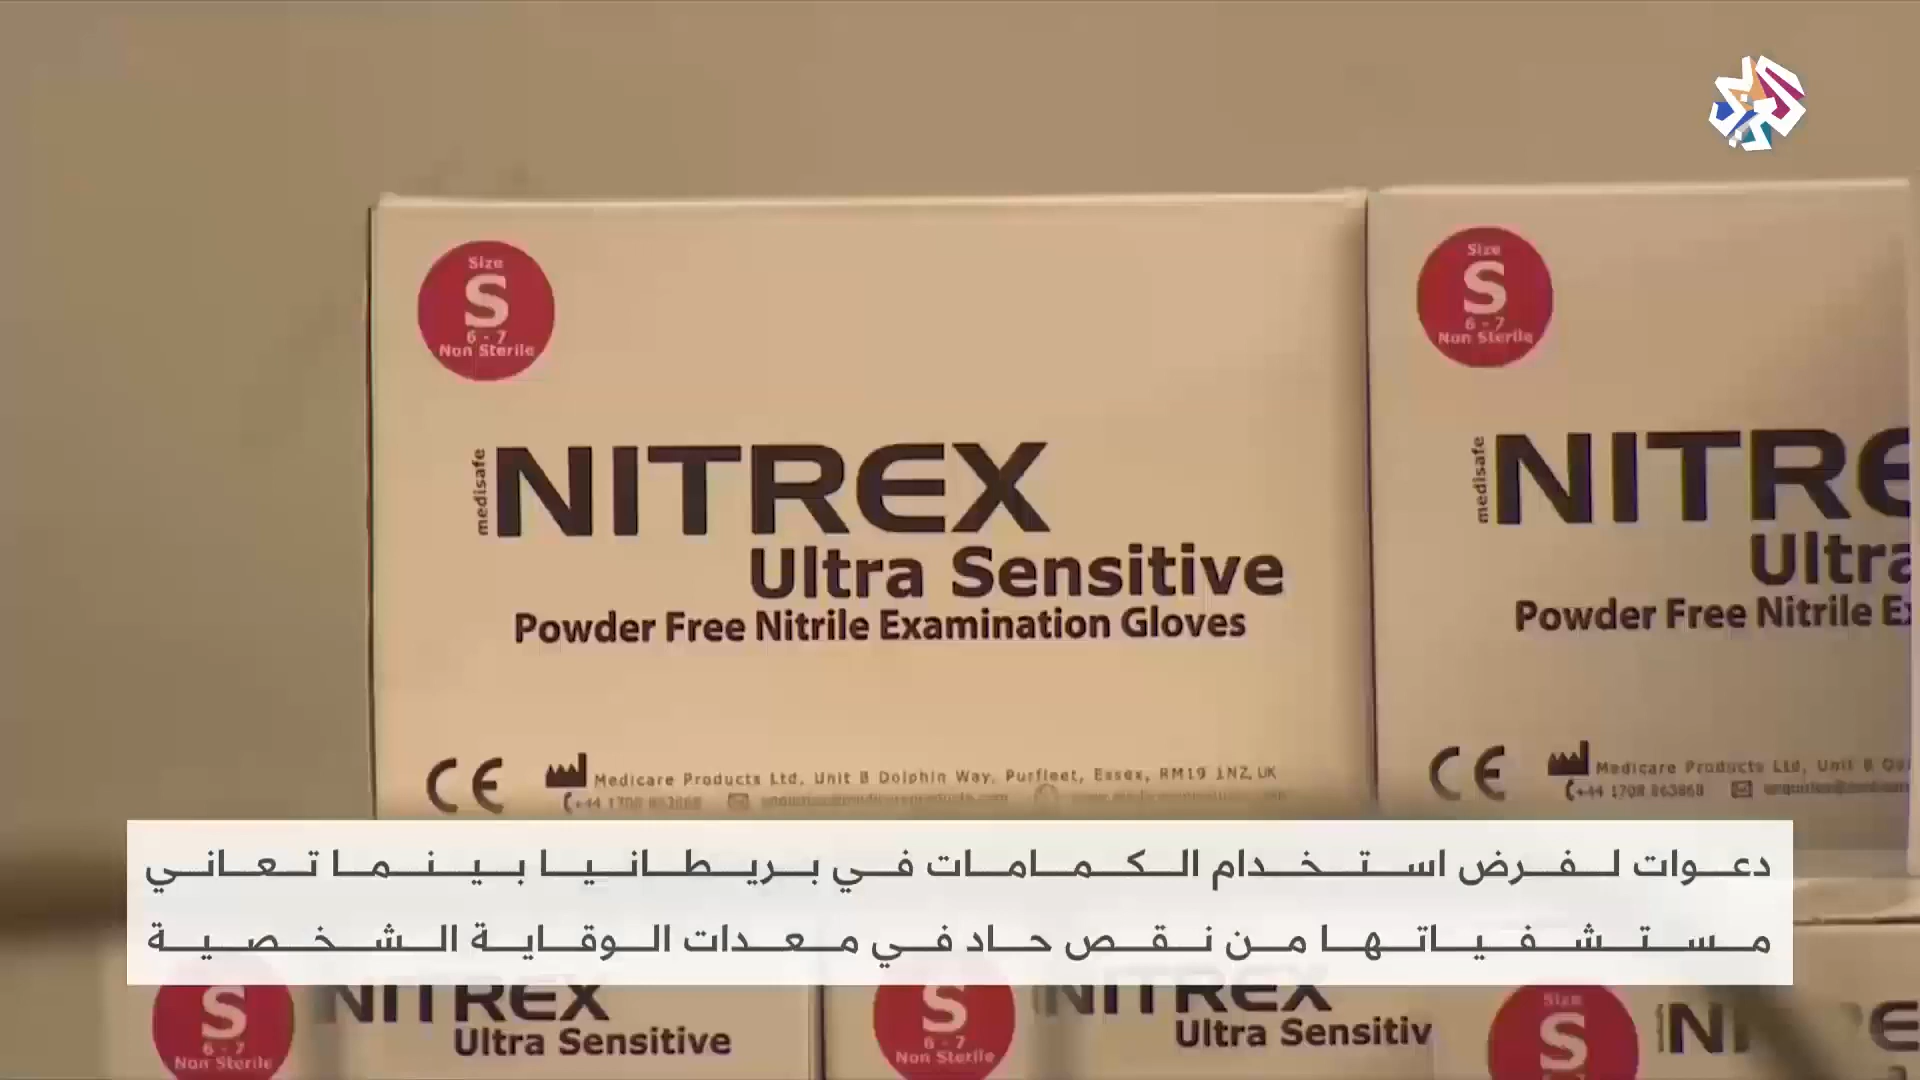 Size
S
6 - 7
Non Sterile
medisafe
NITREX
Ultra Sensitive
Powder Free Nitrile Examination Gloves
CE
Medicare Products Ltd, Unit 8 Dolphin Way, Purfleet, Essex, RM19 1NZ, UK
+44 1708 863868
Size
S
6 - 7
Non Sterile
medisafe
NITRE
Ultra
Powder Free Nitrile Ex
CE
Medicare Products Ltd, Unit 8
+44 1708 863868
دعوات لفرض استخدام الكمامات في بريطانيا بينما تعاني
مستشفياتها من نقص حاد في معدات الوقاية الشخصية
S
6 - 7
Non Sterile
NITREX
Ultra Sensitive
S
6 - 7
Non Sterile
NITREX
Ultra Sensitiv
Size
S